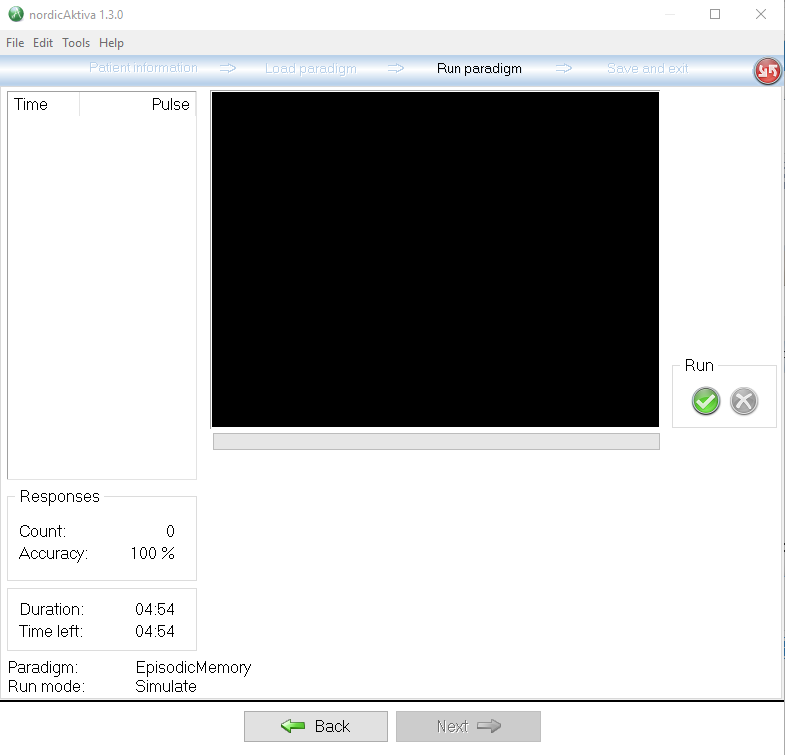 nordicAktiva 1.3.0
File Edit Tools Help
Patient information Load paradigm Run paradigm Save and exit
Time Pulse
Run
Responses
Count: 0
Accuracy: 100 %
Duration: 04:54
Time left: 04:54
Paradigm: EpisodicMemory
Run mode: Simulate
Back Next